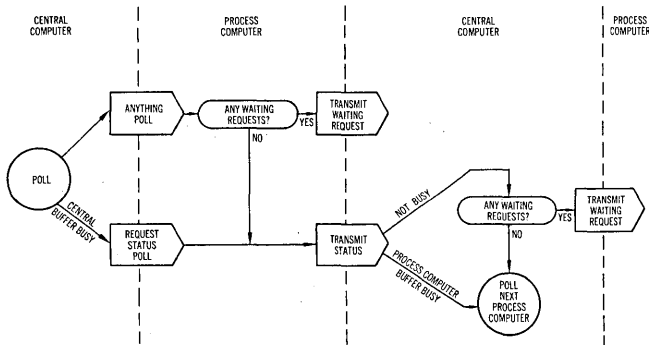 CENTRAL
COMPUTER
PROCESS
COMPUTER
CENTRAL
COMPUTER
PROCESS
COMPUTER
ANYTHING
POLL
ANY WAITING
REQUESTS?
YES
NO
TRANSMIT
WAITING
REQUEST
POLL
CENTRAL
BUFFER BUSY
REQUEST
STATUS
POLL
TRANSMIT
STATUS
NOT BUSY
PROCESS COMPUTER
BUFFER BUSY
ANY WAITING
REQUESTS?
YES
NO
TRANSMIT
WAITING
REQUEST
POLL
NEXT
PROCESS
COMPUTER